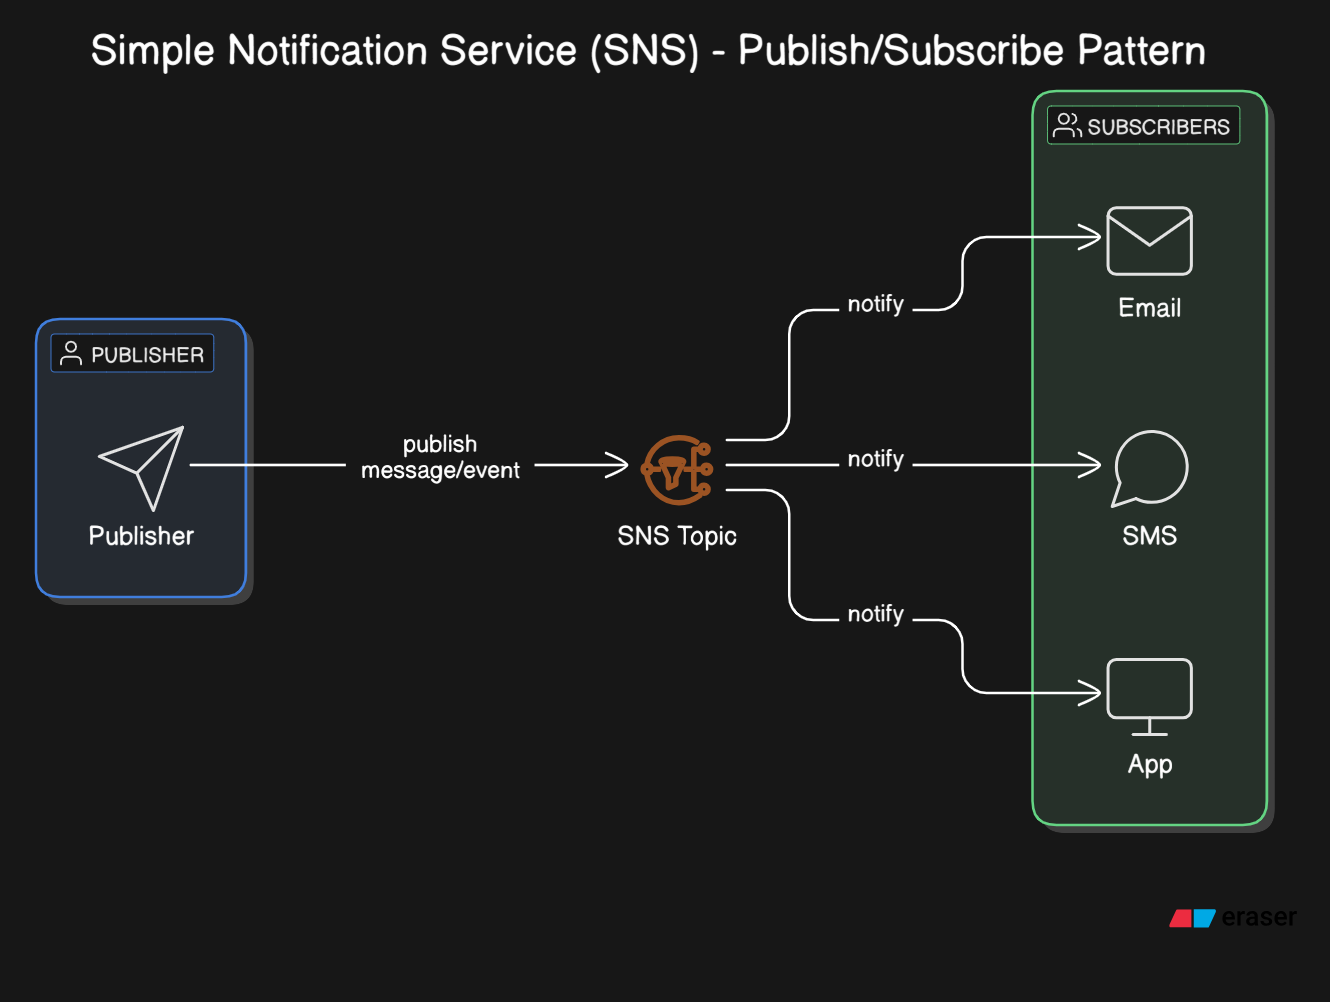 Simple Notification Service (SNS) - Publish/Subscribe Pattern
SUBSCRIBERS
Email
notify
PUBLISHER
publish
message/event
notify
Publisher
SNS Topic
SMS
notify
App
eraser